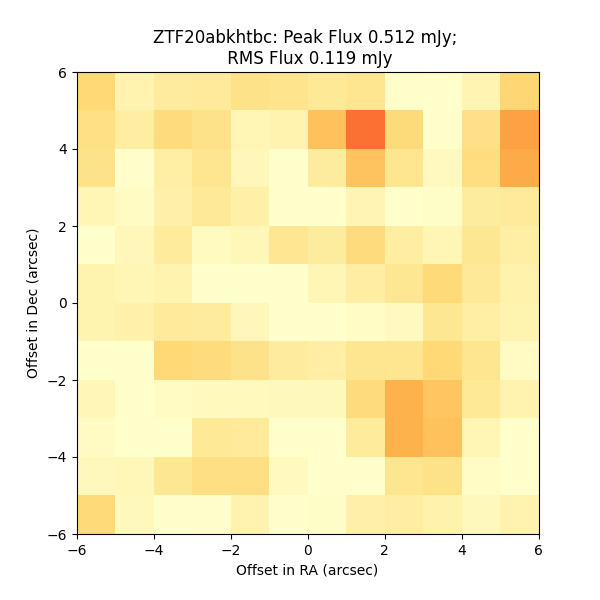 ZTF20abkhtbc: Peak Flux 0.512 mJy;
RMS Flux 0.119 mJy
6
4
2
0
−2
−4
−6
Offset in Dec (arcsec)
−6 −4 −2 0 2 4 6
Offset in RA (arcsec)